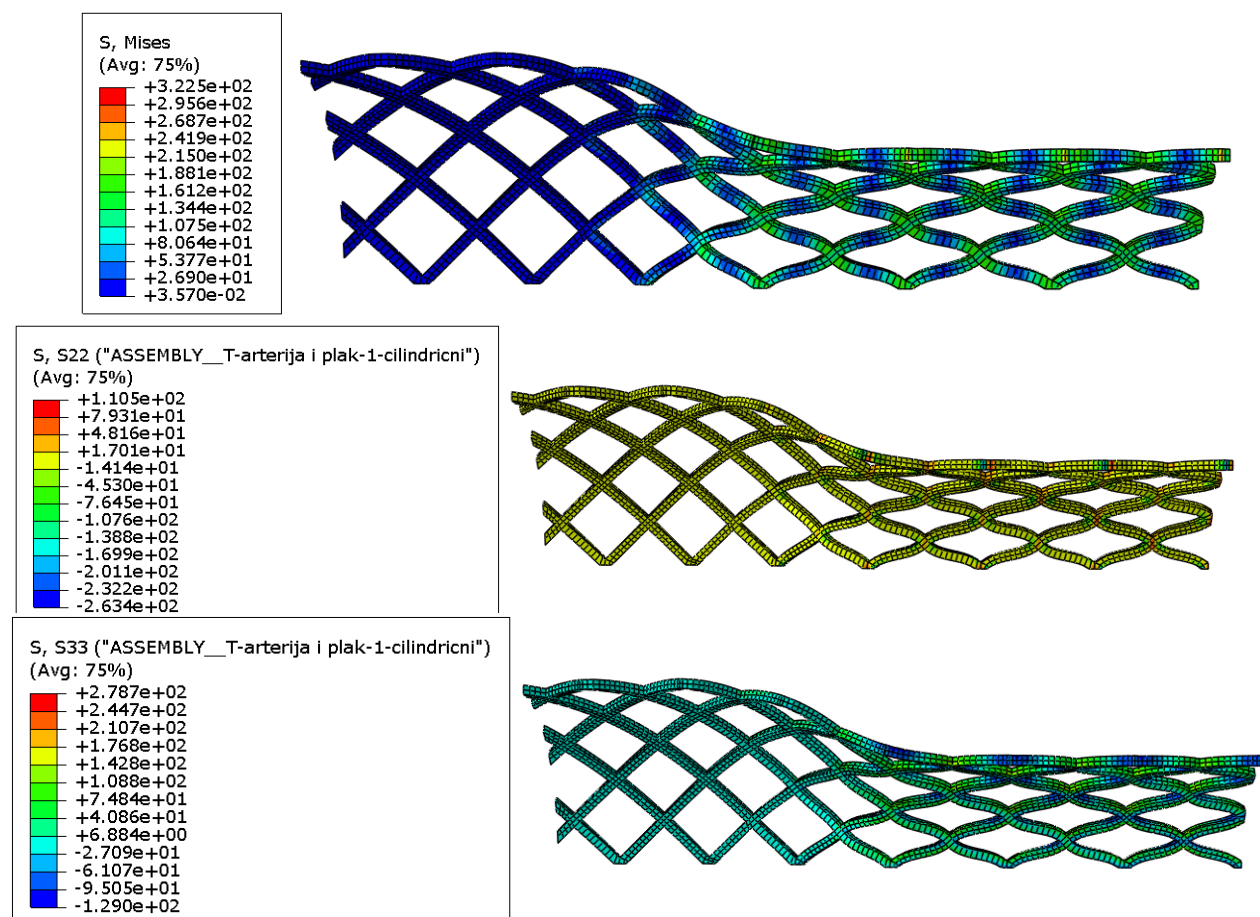 S, Mises
(Avg: 75%)
+3.225e+02
+2.956e+02
+2.687e+02
+2.419e+02
+2.150e+02
+1.881e+02
+1.612e+02
+1.344e+02
+1.075e+02
+8.064e+01
+5.377e+01
+2.690e+01
+3.570e-02
S, S22 ("ASSEMBLY__T-arterija i plak-1-cilindricni")
(Avg: 75%)
+1.105e+02
+7.931e+01
+4.816e+01
+1.701e+01
-1.414e+01
-4.530e+01
-7.645e+01
-1.076e+02
-1.388e+02
-1.699e+02
-2.011e+02
-2.322e+02
-2.634e+02
S, S33 ("ASSEMBLY__T-arterija i plak-1-cilindricni")
(Avg: 75%)
+2.787e+02
+2.447e+02
+2.107e+02
+1.768e+02
+1.428e+02
+1.088e+02
+7.484e+01
+4.086e+01
+6.884e+00
-2.709e+01
-6.107e+01
-9.505e+01
-1.290e+02